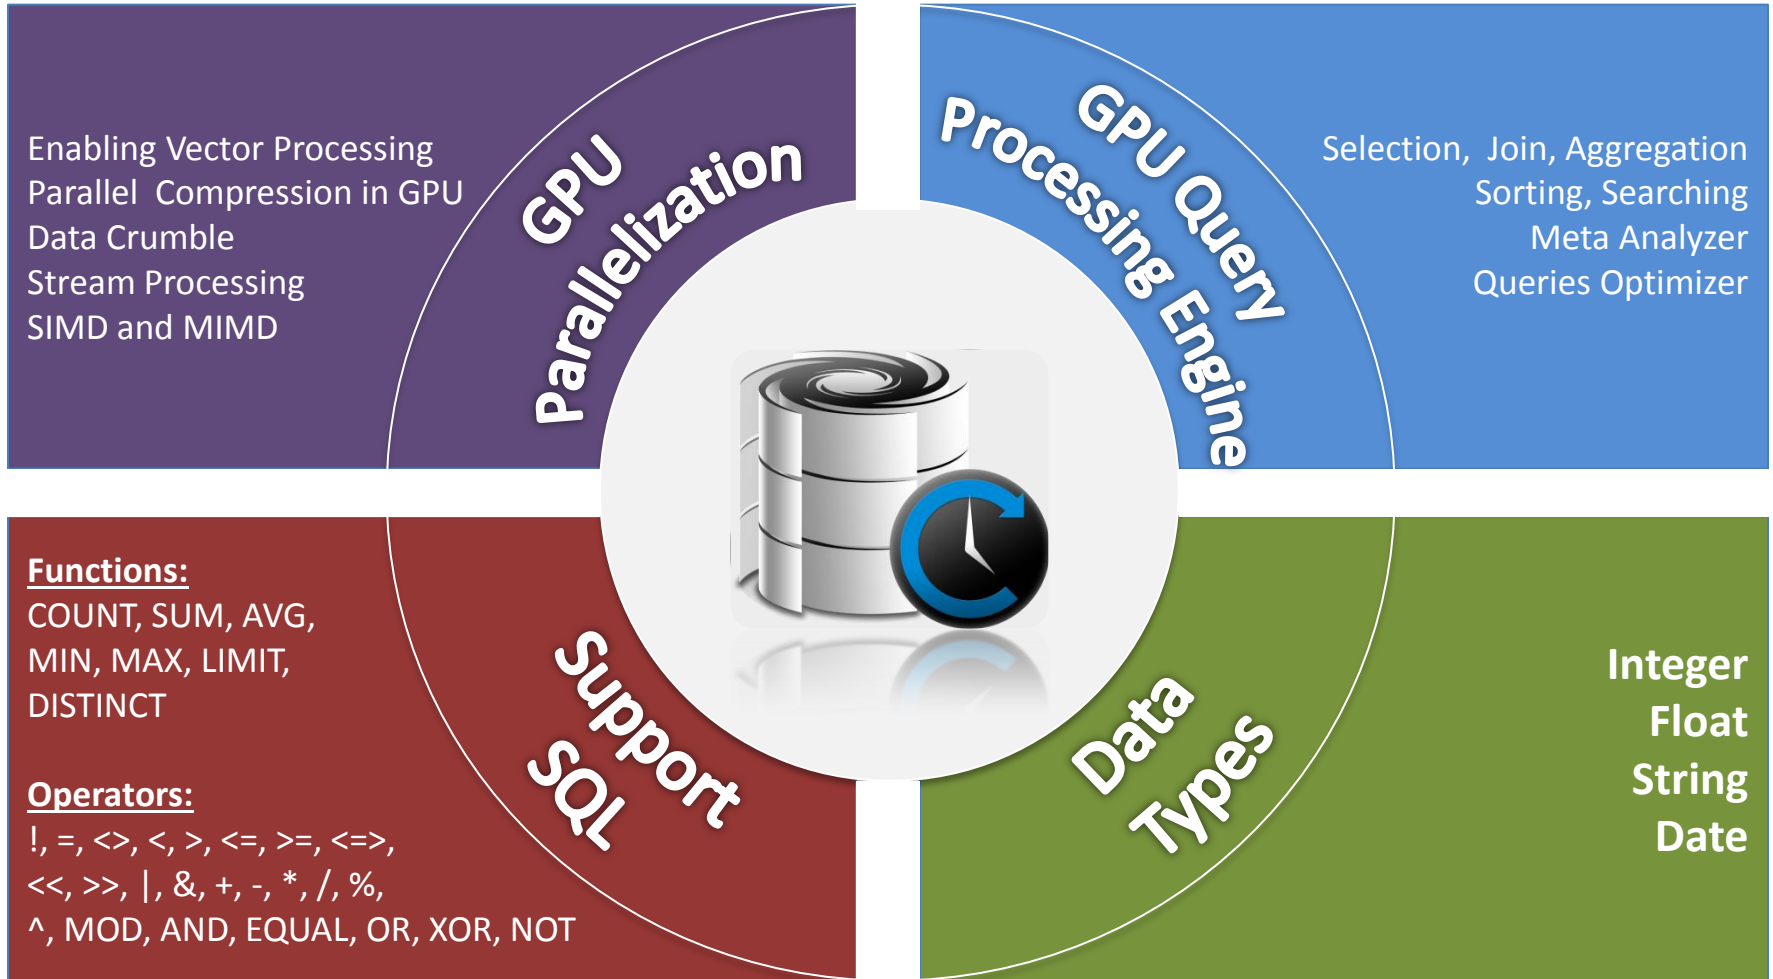 Enabling Vector Processing
Parallel  Compression in GPU
Data Crumble
Stream Processing
SIMD and MIMD
GPU
Parallelization
GPU Query
Processing Engine
Selection,  Join, Aggregation
Sorting, Searching
Meta Analyzer
Queries Optimizer
Functions:
COUNT, SUM, AVG,
MIN, MAX, LIMIT,
DISTINCT
Operators:
!, =, <>, <, >, <=, >=, <=>,
<<, >>, |, &, +, -, *, /, %,
^, MOD, AND, EQUAL, OR, XOR, NOT
Support
SQL
Data
Types
Integer
Float
String
Date